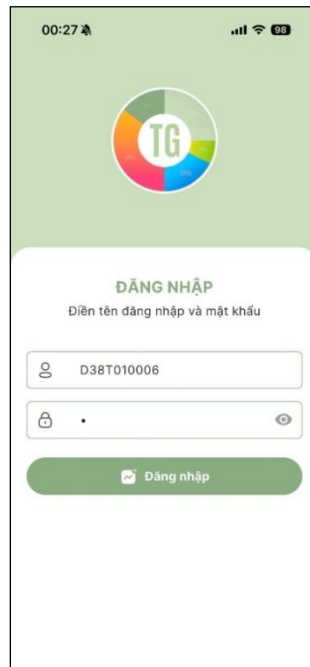 00:27
98
TG
ĐĂNG NHẬP
Điền tên đăng nhập và mật khẩu
D38T010006
•
Đăng nhập